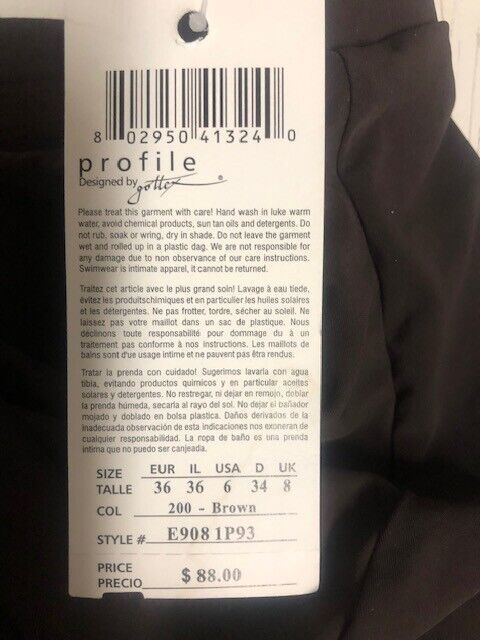 8 02950 41324 0
profile
Designed by gottex ®
Please treat this garment with care! Hand wash in luke warm
water, avoid chemical products, sun tan oils and detergents. Do
not rub, soak or wring, dry in shade. Do not leave the garment
wet and rolled up in a plastic dag. We are not responsible for
any damage due to non observance of our care instructions.
Swimwear is intimate apparel, it cannot be returned.
Traitez cet article avec le plus grand soin! Lavage à eau tiede,
évitez les produitschimiques et en particulier les huiles solaires
et les détergentes. Ne pas frotter, tordre, sécher au soleil. Ne
laissez pas votre maillot dans un sac de plastique. Nous
declinons toute responsabilité pour dommage du à un
traitement pas conforme à nos instructions. Les maillots de
bains sont d'use usage intime et ne pauvent pas êtra rendus.
Tratar la prenda con cuidado! Sugerimos lavarla con agua
tibia, evitando productos quimicos y en particular aceites
solares y detergentes. No restregar, ni dejar en remojo, doblar
la prenda húmeda, secarla al rayo del sol. No dejar el bañador
mojado y doblado en bolsa plastica. Daños derivados de la
inadecuada observación de esta indicaciones nos exoneran de
cualquier responsabilidad. La ropa de baño es una prenda
intima que no puedo ser canjeada.
SIZE EUR IL USA D UK
TALLE 36 36 6 34 8
COL 200 - Brown
STYLE # E908 1P93
PRICE
PRECIO $ 88.00